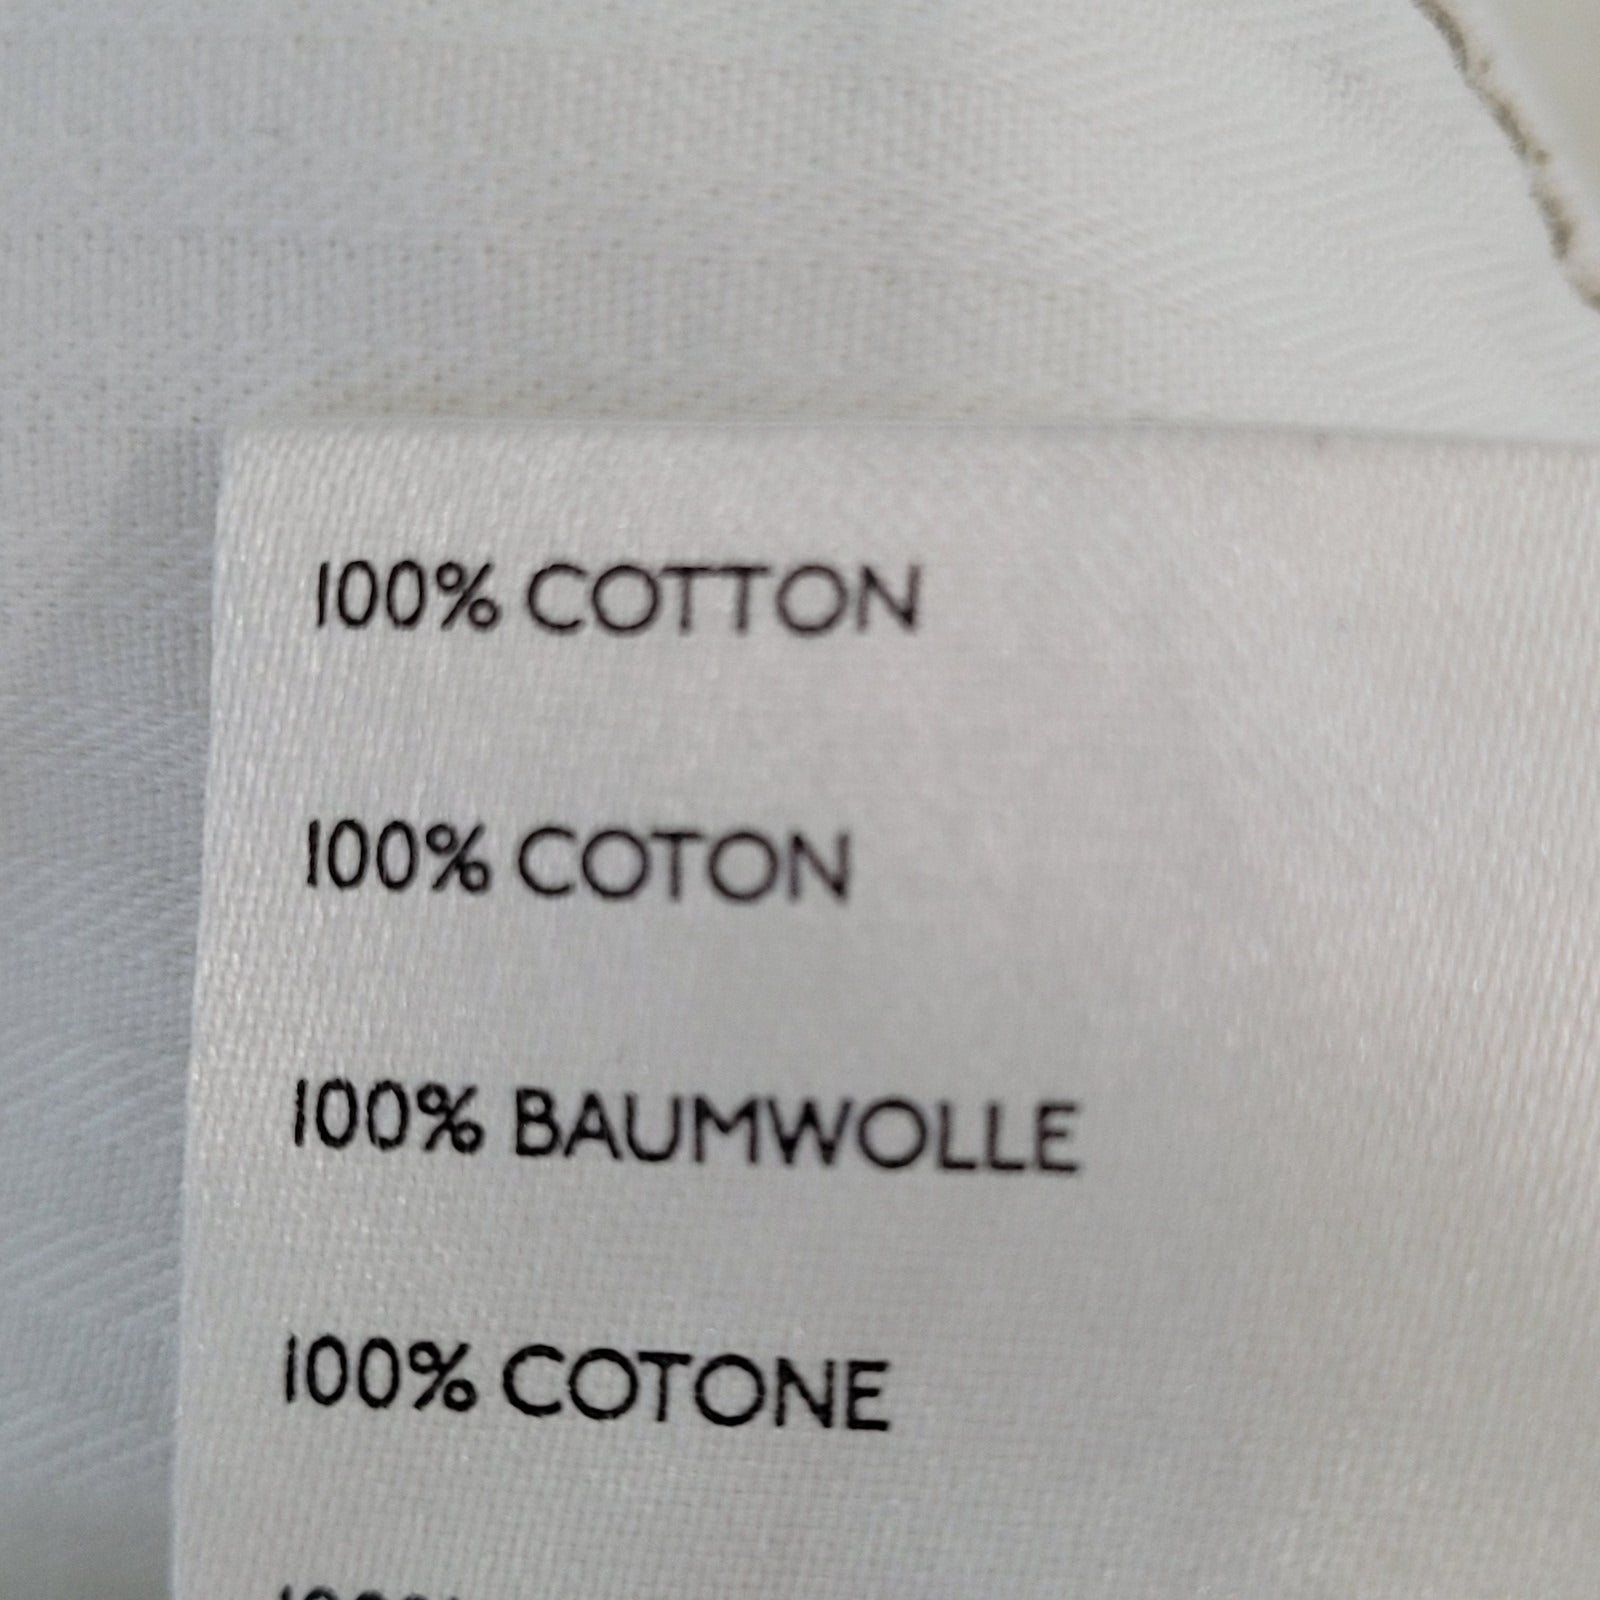 100% COTTON
100% COTON
100% BAUMWOLLE
100% COTONE